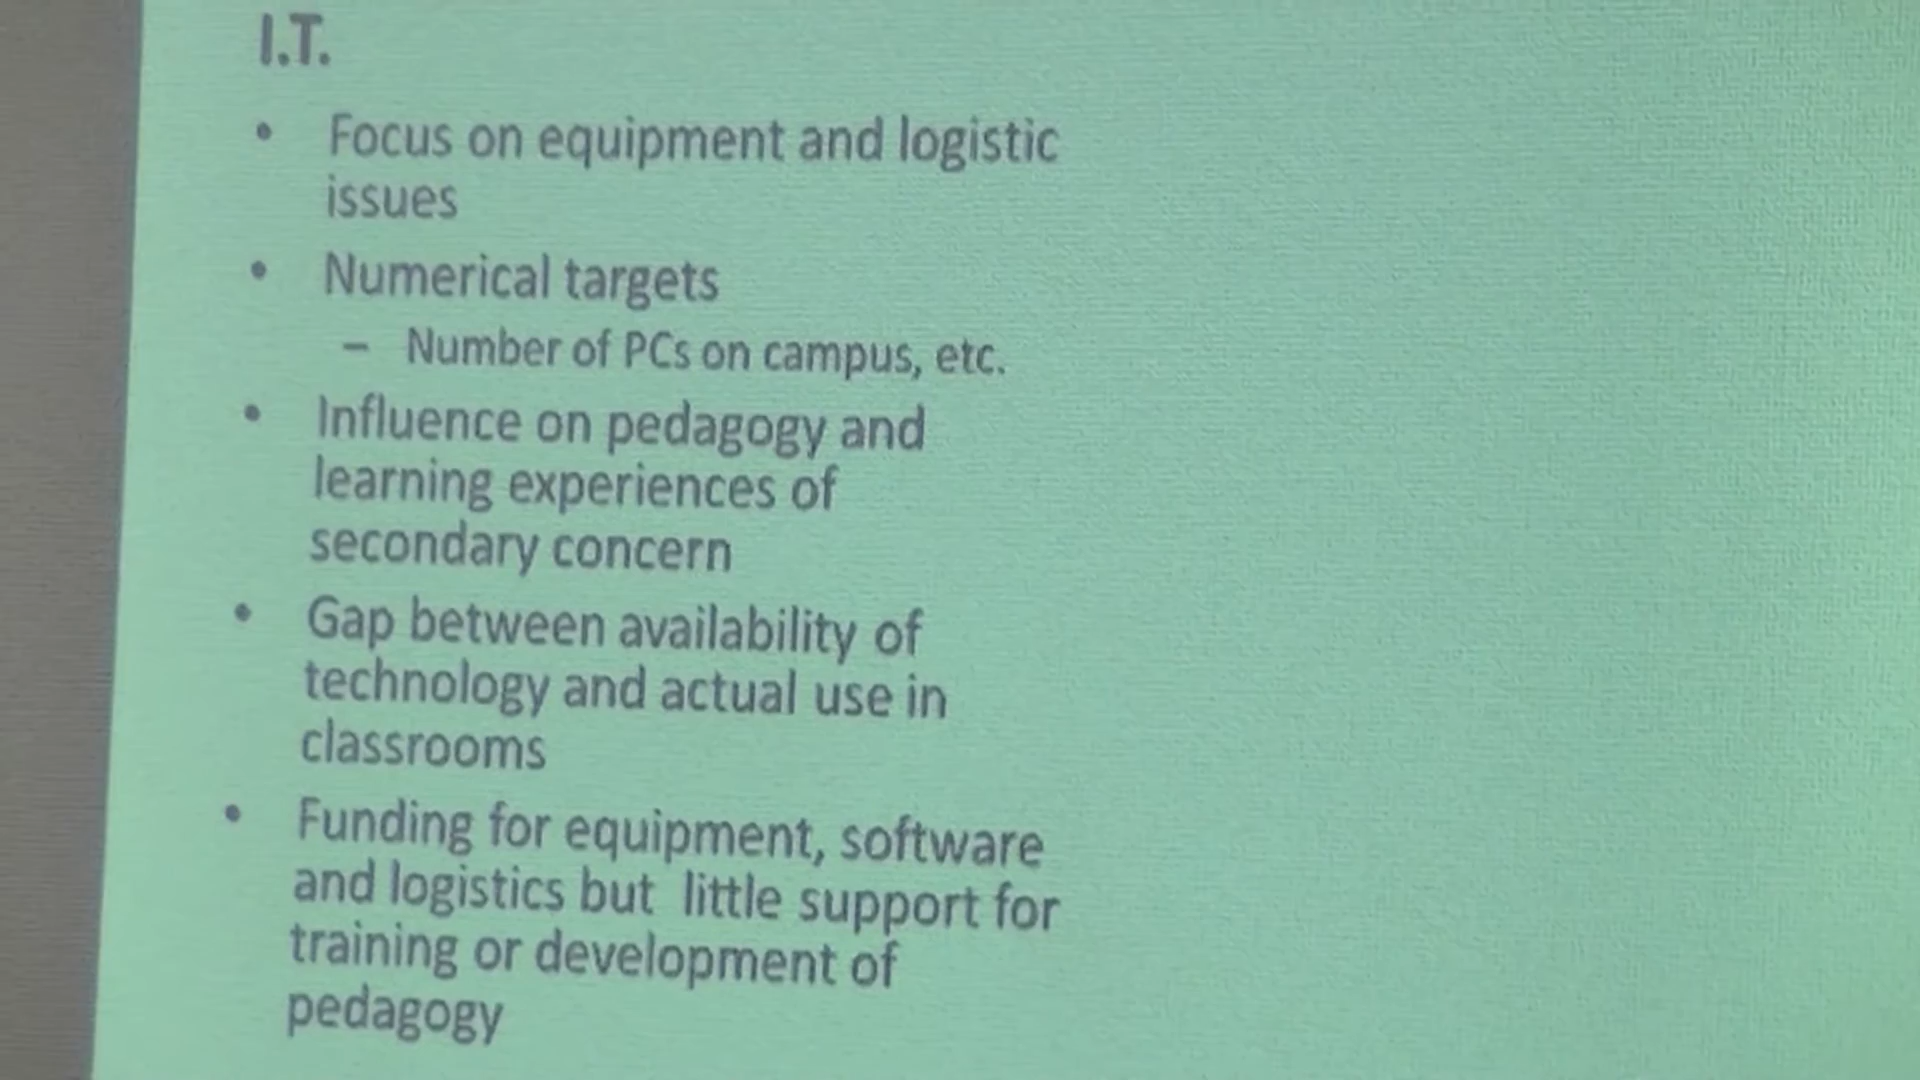 I.T.
• Focus on equipment and logistic
issues
• Numerical targets
– Number of PCs on campus, etc.
• Influence on pedagogy and
learning experiences of
secondary concern
• Gap between availability of
technology and actual use in
classrooms
• Funding for equipment, software
and logistics but little support for
training or development of
pedagogy